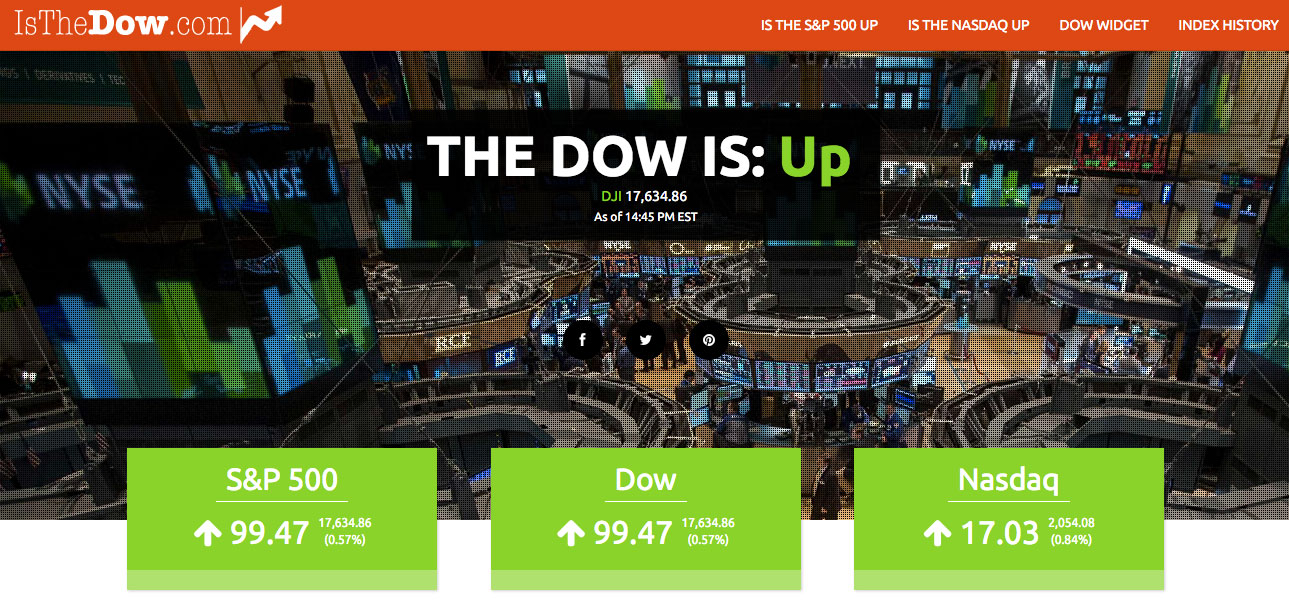 IsTheDow.com
IS THE S&P 500 UP
IS THE NASDAQ UP
DOW WIDGET
INDEX HISTORY
NYSE
NYSE
NYSE
THE DOW IS: Up
DJI 17,634.86
As of 14:45 PM EST
RCF
RCF
S&P 500
99.47 17,634.86
(0.57%)
Dow
99.47 17,634.86
(0.57%)
Nasdaq
17.03 2,054.08
(0.84%)